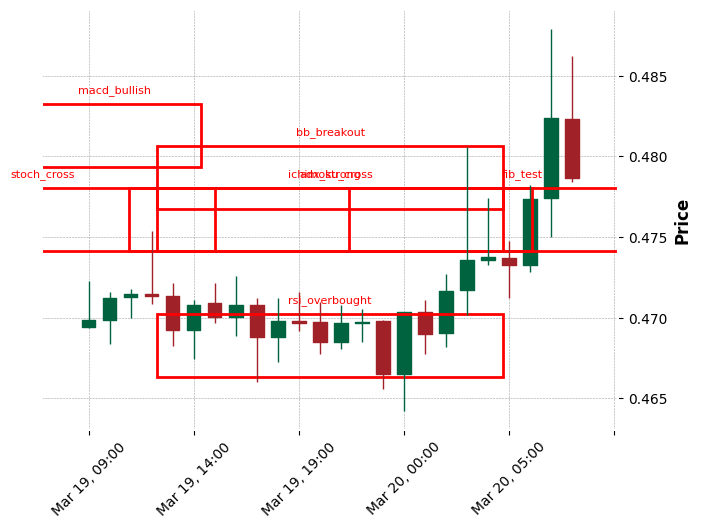 macd_bullish
bb_breakout
stoch_cross
fib_test
rsi_overbought
0.485
0.480
0.475
0.470
0.465
Price
Mar 19, 09:00
Mar 19, 14:00
Mar 19, 19:00
Mar 20, 00:00
Mar 20, 05:00